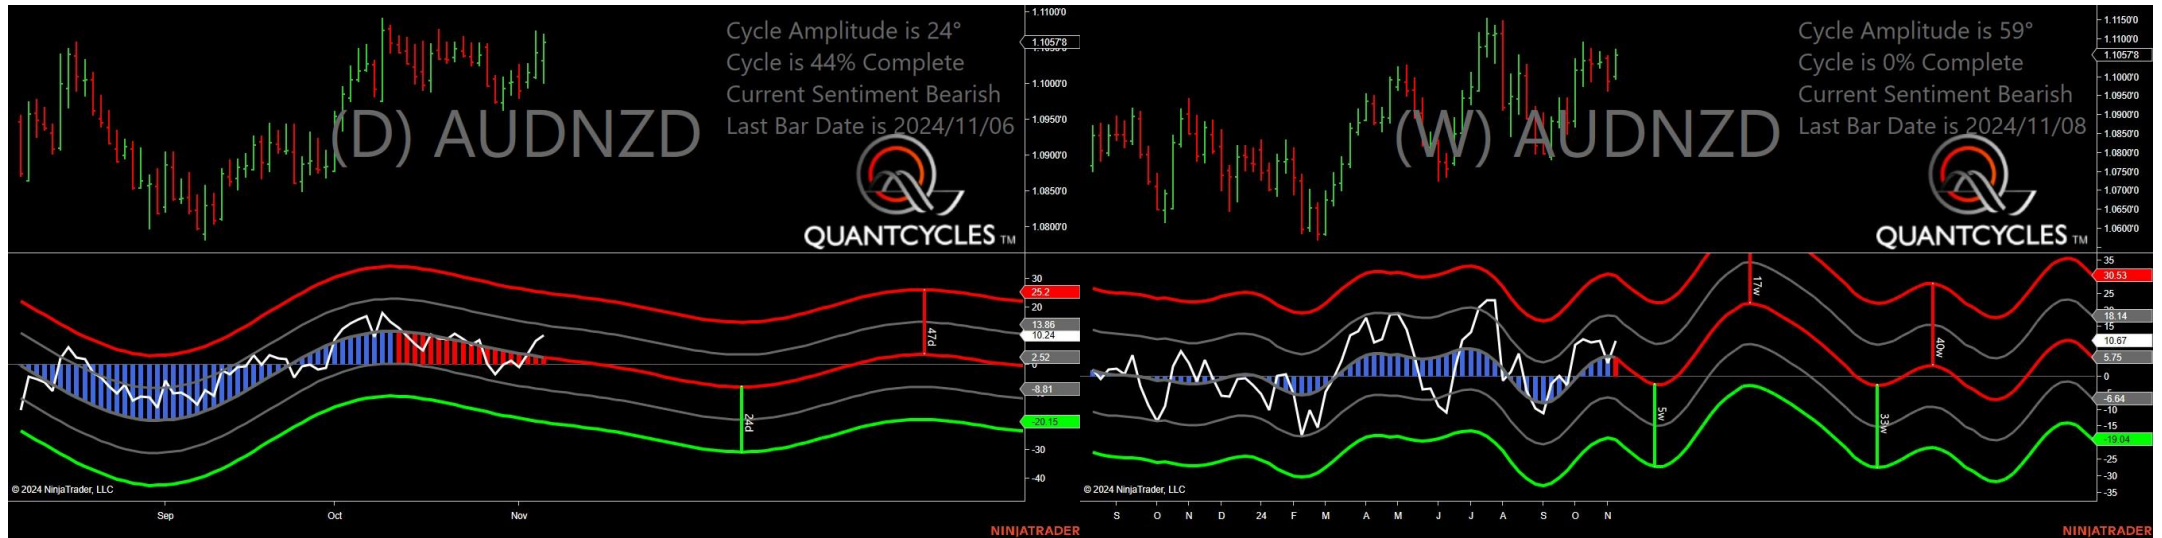 Cycle Amplitude is 24°
Cycle is 44% Complete
Current Sentiment Bearish
Last Bar Date is 2024/11/06
(D) AUDNZD
QUANTCYCLES TM
1.1100'0
1.1057'8
1.1000'0
1.0950'0
1.0900'0
1.0850'0
1.0800'0
30
25.2
20
13.86
10.24
2.52
0
-8.81
-20.15
-30
-40
47d
24d
© 2024 NinjaTrader, LLC
Sep
Oct
Nov
NINJATRADER
Cycle Amplitude is 59°
Cycle is 0% Complete
Current Sentiment Bearish
Last Bar Date is 2024/11/08
(W) AUDNZD
QUANTCYCLES TM
1.1150'0
1.1100'0
1.1057'8
1.1000'0
1.0950'0
1.0900'0
1.0850'0
1.0800'0
1.0750'0
1.0700'0
1.0650'0
1.0600'0
35
30.53
25
18.14
15
10.67
5.75
0
-6.64
-10
-15
-19.04
-25
-30
-35
17w
40w
5w
33w
© 2024 NinjaTrader, LLC
S
O
N
D
24
F
M
A
M
J
J
A
S
O
N
NINJATRADER